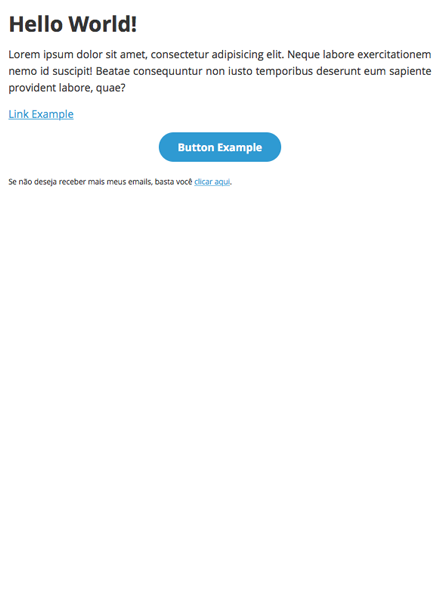 Hello World!
Lorem ipsum dolor sit amet, consectetur adipisicing elit. Neque labore exercitationem
nemo id suscipit! Beatae consequuntur non iusto temporibus deserunt eum sapiente
provident labore, quae?
Link Example
Button Example
Se não deseja receber mais meus emails, basta você clicar aqui.